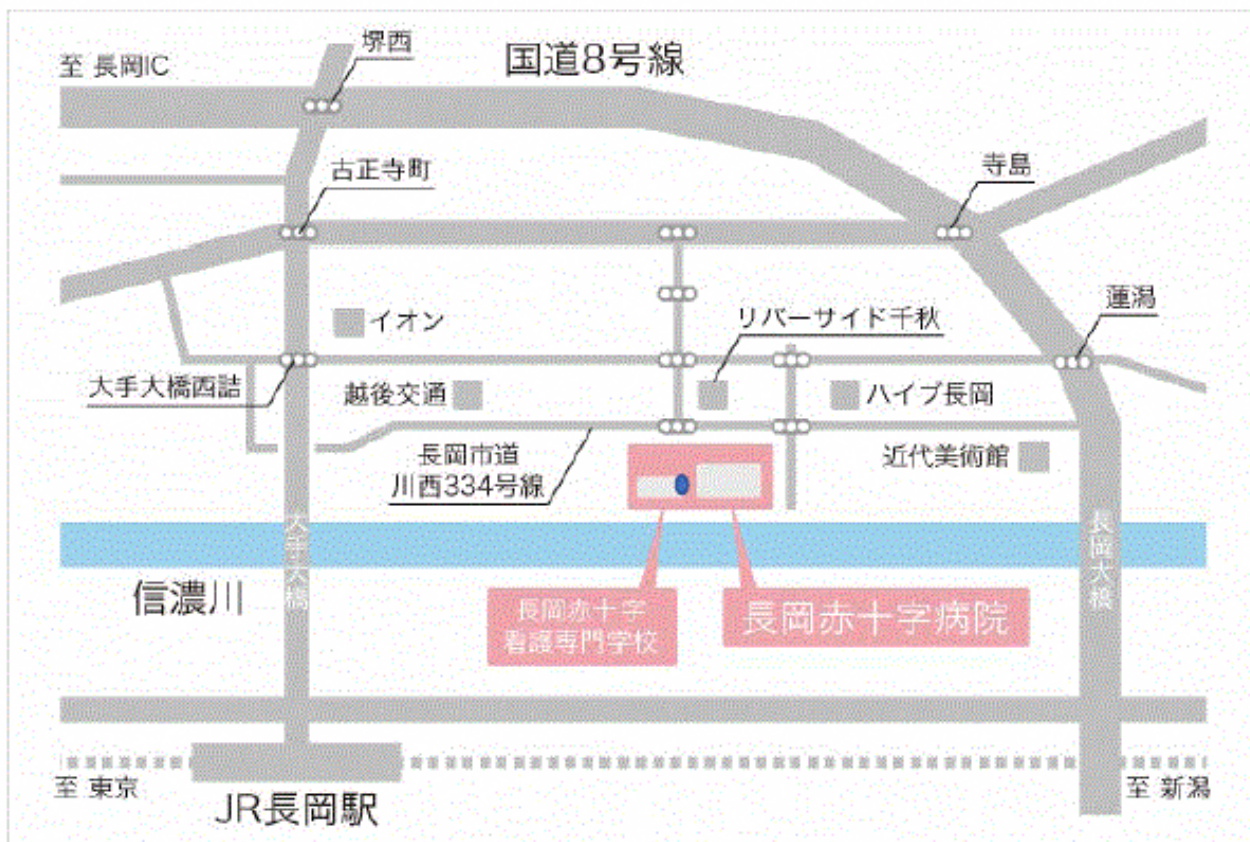 堺西
国道8号線
至 長岡IC
古正寺町
寺島
蓮潟
イオン
リバーサイド千秋
大手大橋西詰
越後交通
ハイブ長岡
長岡市道
川西334号線
近代美術館
大手大橋
長岡大橋
信濃川
長岡赤十字
看護専門学校
長岡赤十字病院
至 東京
至 新潟
JR長岡駅